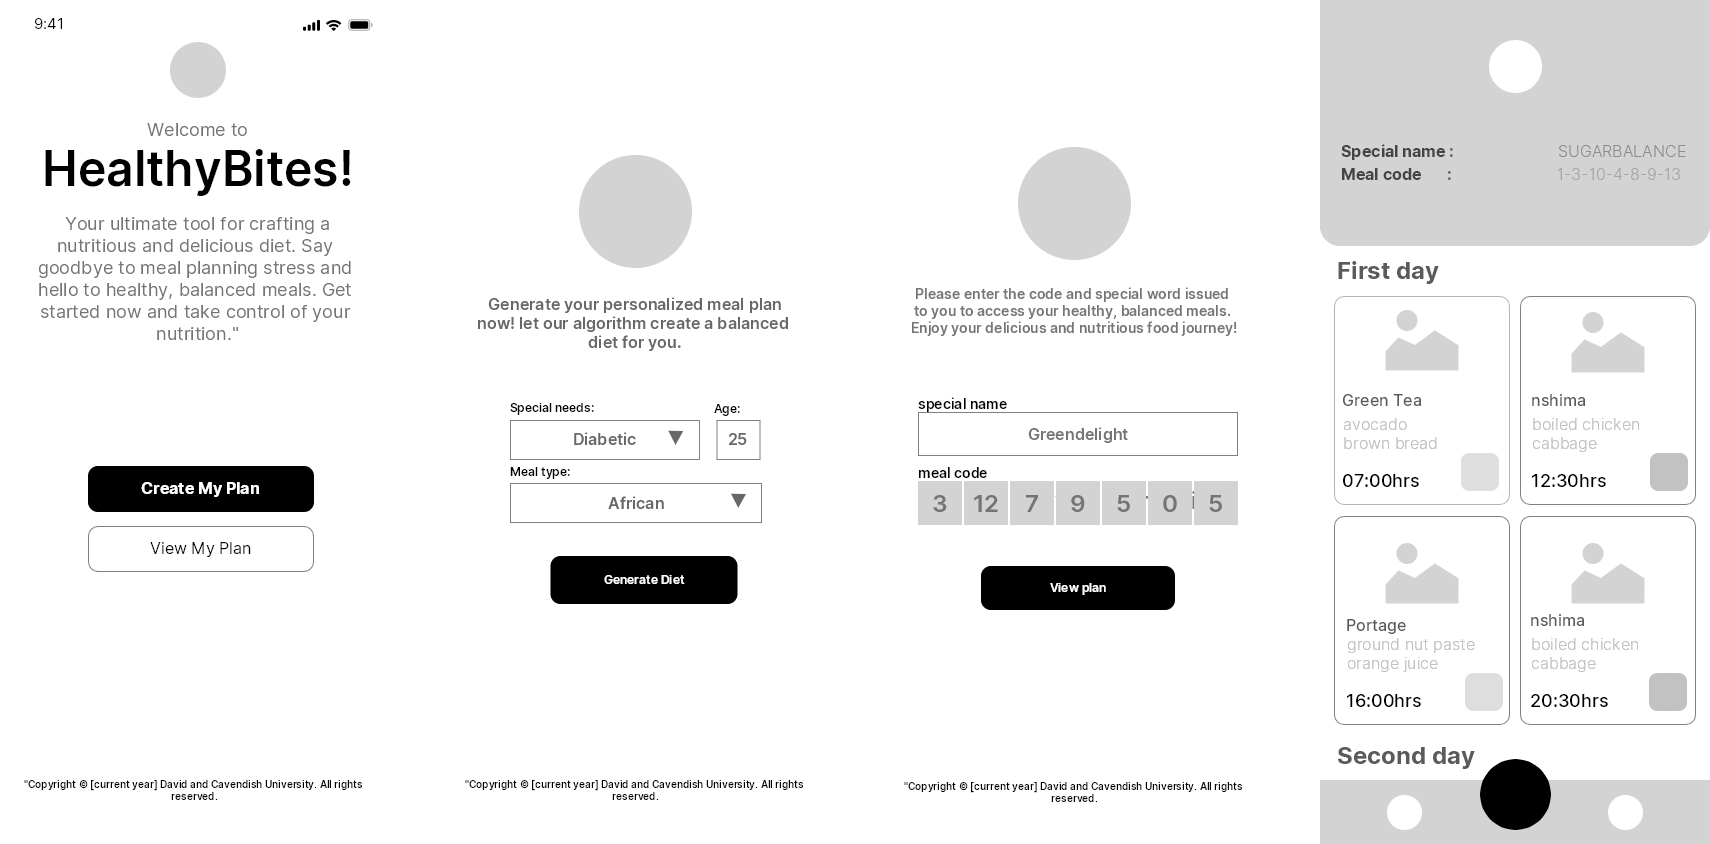 9:41
Welcome to
HealthyBites!
Your ultimate tool for crafting a
nutritious and delicious diet. Say
goodbye to meal planning stress and
hello to healthy, balanced meals. Get
started now and take control of your
nutrition."
Create My Plan
View My Plan
"Copyright © [current year] David and Cavendish University. All rights
reserved.
Generate your personalized meal plan
now! let our algorithm create a balanced
diet for you.
Special needs: Age:
Diabetic ▼ 25
Meal type:
African ▼
Generate Diet
"Copyright © [current year] David and Cavendish University. All rights
reserved.
Please enter the code and special word issued
to you to access your healthy, balanced meals.
Enjoy your delicious and nutritious food journey!
special name
Greendelight
meal code
3 12 7 9 5 0 5
View plan
"Copyright © [current year] David and Cavendish University. All rights
reserved.
Special name : SUGARBALANCE
Meal code : 1-3-10-4-8-9-13
First day
Green Tea
avocado
brown bread
07:00hrs
nshima
boiled chicken
cabbage
12:30hrs
Portage
ground nut paste
orange juice
16:00hrs
nshima
boiled chicken
cabbage
20:30hrs
Second day